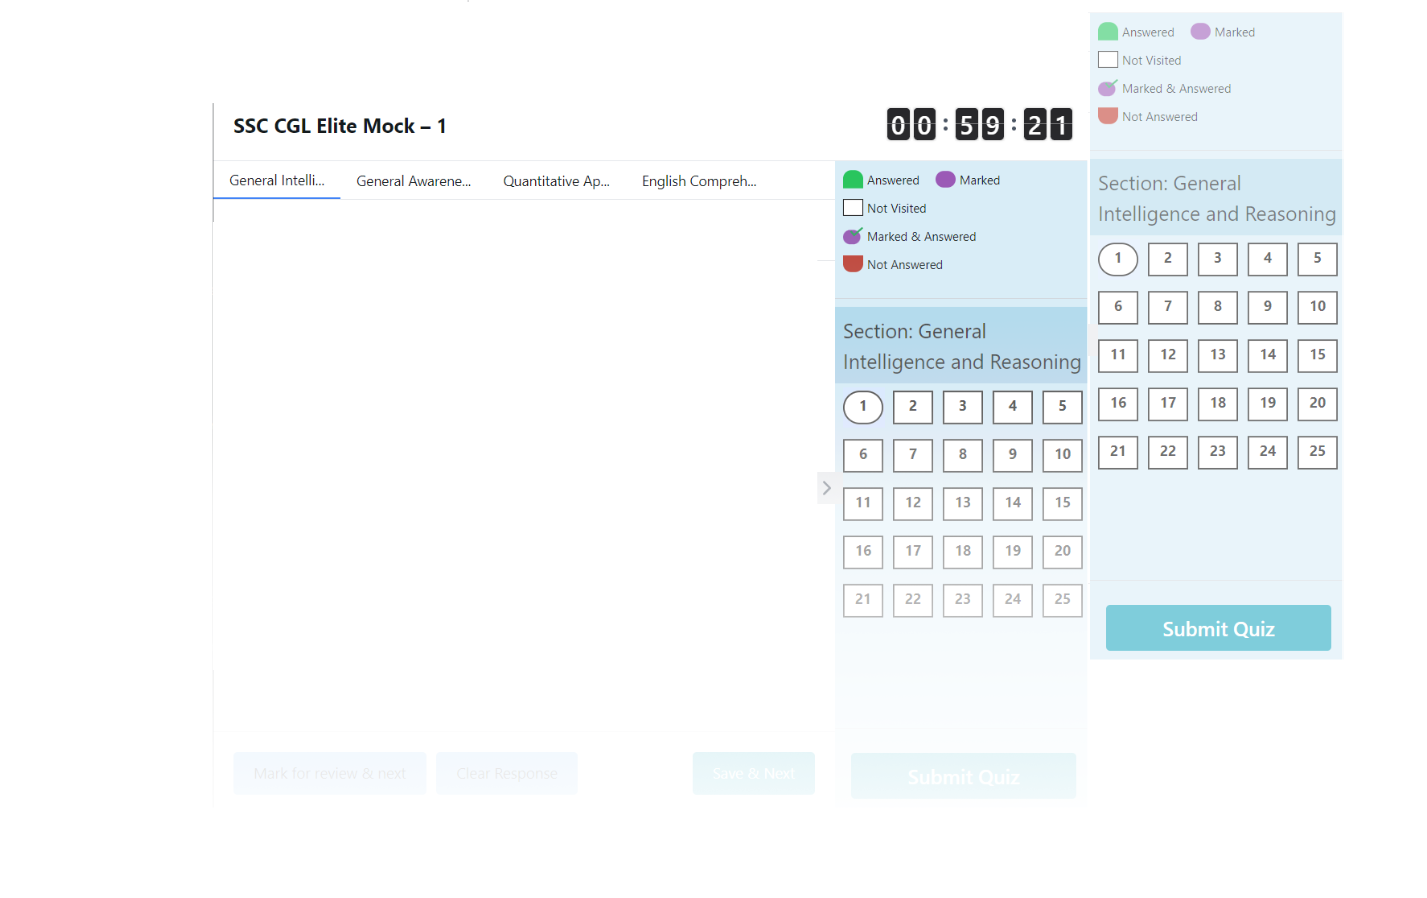 SSC CGL Elite Mock – 1
00:59:21
General Intelli... General Awarene... Quantitative Ap... English Compreh...
Answered Marked
Not Visited
Marked & Answered
Not Answered
Section: General
Intelligence and Reasoning
1 2 3 4 5
6 7 8 9 10
11 12 13 14 15
16 17 18 19 20
21 22 23 24 25
Mark for review & next Clear Response Save & Next
Submit Quiz
Answered Marked
Not Visited
Marked & Answered
Not Answered
Section: General
Intelligence and Reasoning
1 2 3 4 5
6 7 8 9 10
11 12 13 14 15
16 17 18 19 20
21 22 23 24 25
Submit Quiz